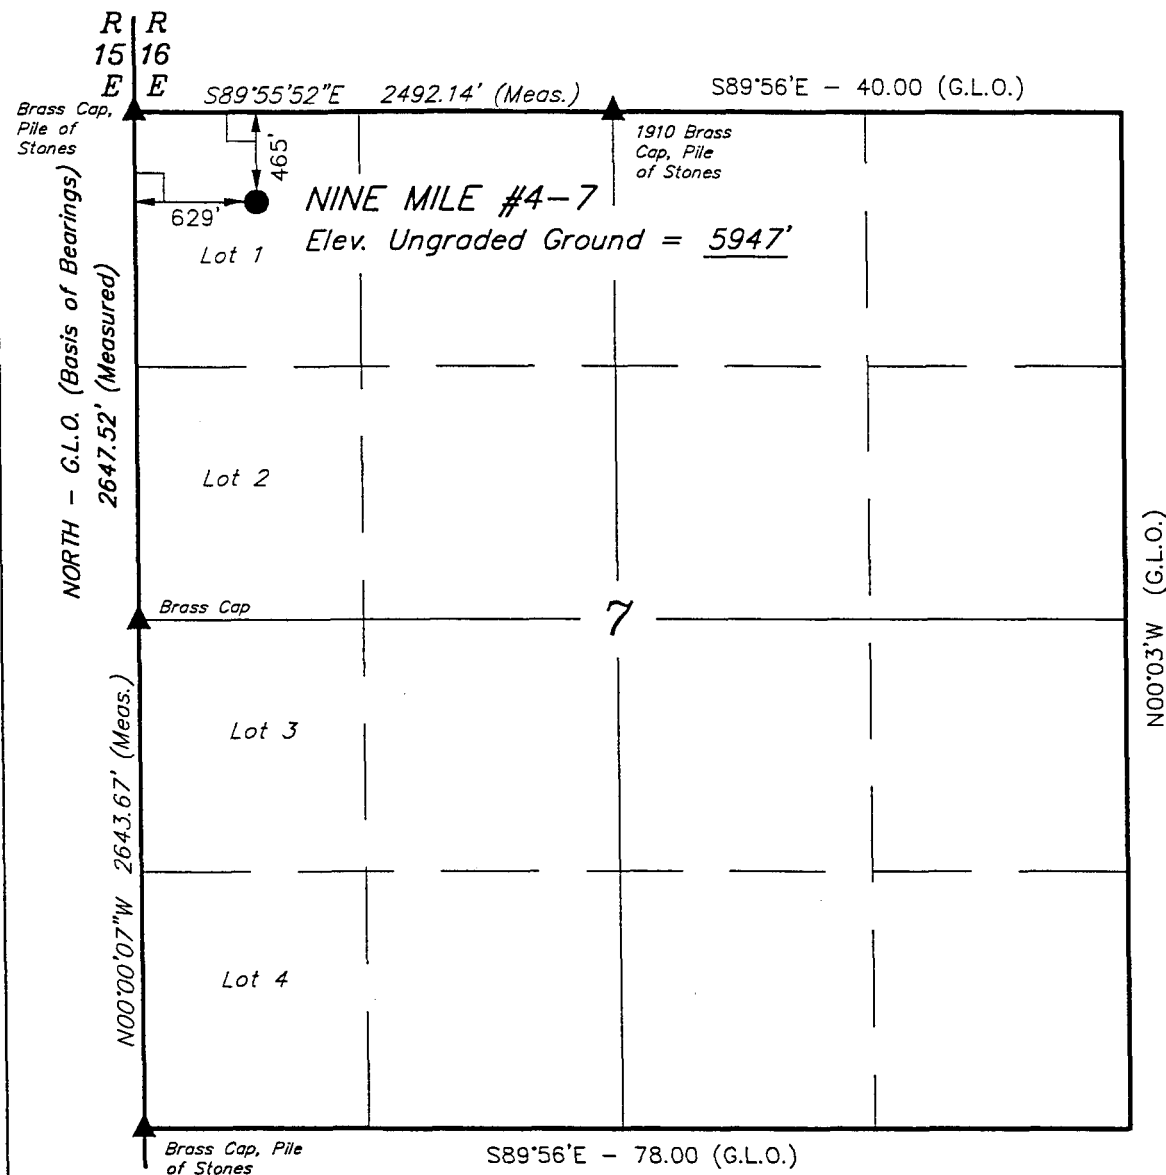 R R
15 16
E E
S89°55'52"E 2492.14' (Meas.)
S89°56'E - 40.00 (G.L.O.)
Brass Cap,
Pile of
Stones
1910 Brass
Cap, Pile
of Stones
465'
629'
NINE MILE #4-7
Elev. Ungraded Ground = 5947'
Lot 1
NORTH - G.L.O. (Basis of Bearings)
2647.52' (Measured)
Lot 2
Brass Cap
7
N00°03'W (G.L.O.)
Lot 3
N00°00'07"W 2643.67' (Meas.)
Lot 4
Brass Cap, Pile
of Stones
S89°56'E - 78.00 (G.L.O.)